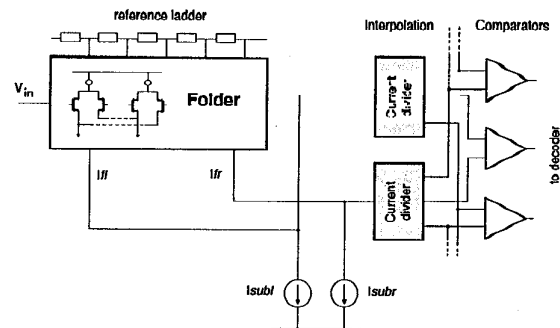 reference ladder
Interpolation
Comparators
Vin
Folder
Current divider
Current divider
to decoder
Ifl
Ifr
Isubl
Isubr